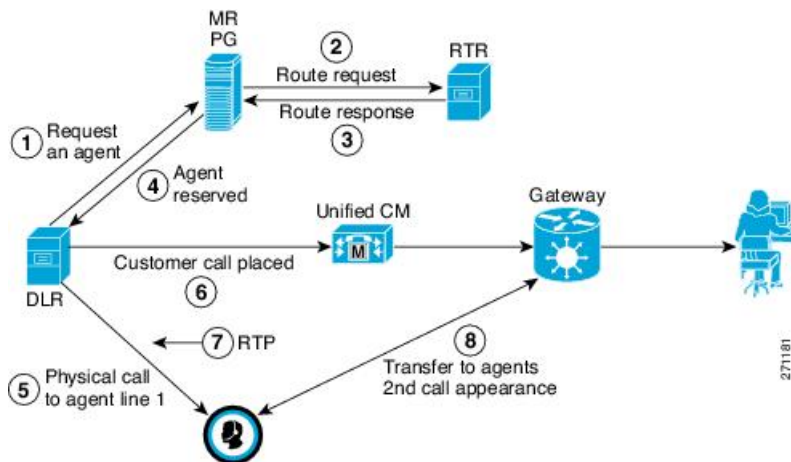 MR
PG
2
Route request
RTR
Route response
3
1 Request
an agent
4 Agent
reserved
Unified CM
Gateway
M
Customer call placed
6
DLR
7 RTP
8
Transfer to agents
2nd call appearance
5 Physical call
to agent line 1
271181